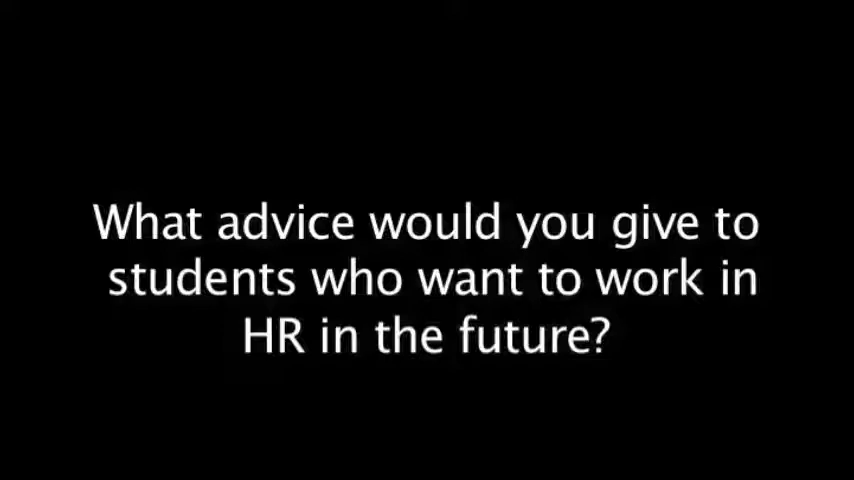 What advice would you give to
students who want to work in
HR in the future?